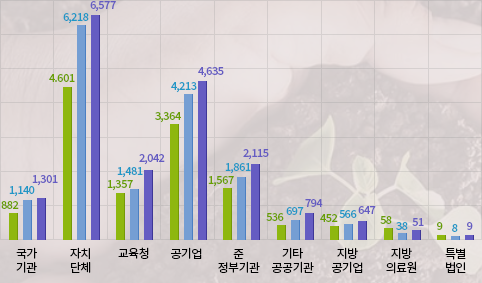 6,577
6,218
4,601
4,635
4,213
3,364
2,115
2,042
1,861
1,567
1,481
1,357
1,301
1,140
882
536 697 794
452 566 647
58 38 51
9 8 9
국가 자치 교육청 공기업 준 기타 지방 지방 특별
기관 단체 정부기관 공공기관 공기업 의료원 법인